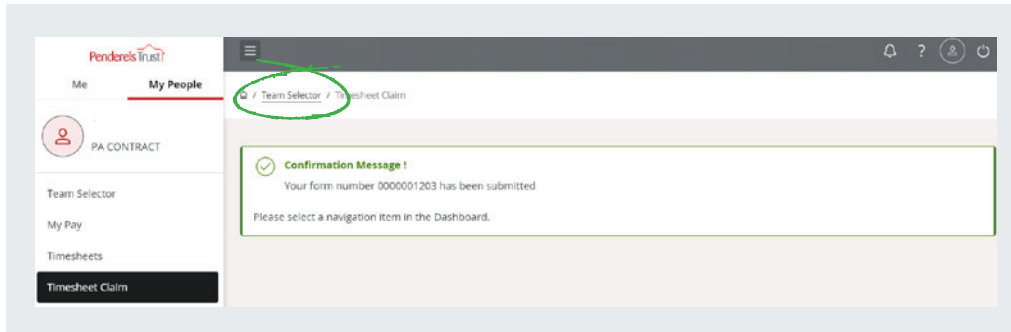 Penderels Trust
Me My People
PA CONTRACT
Team Selector
My Pay
Timesheets
Timesheet Claim
?
/ Team Selector / Timesheet Claim
Confirmation Message !
Your form number 0000001203 has been submitted
Please select a navigation item in the Dashboard.